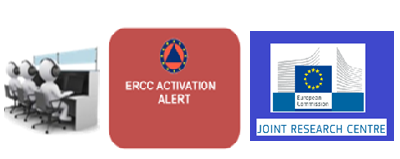 ERCC ACTIVATION
ALERT
European
Commission
JOINT RESEARCH CENTRE